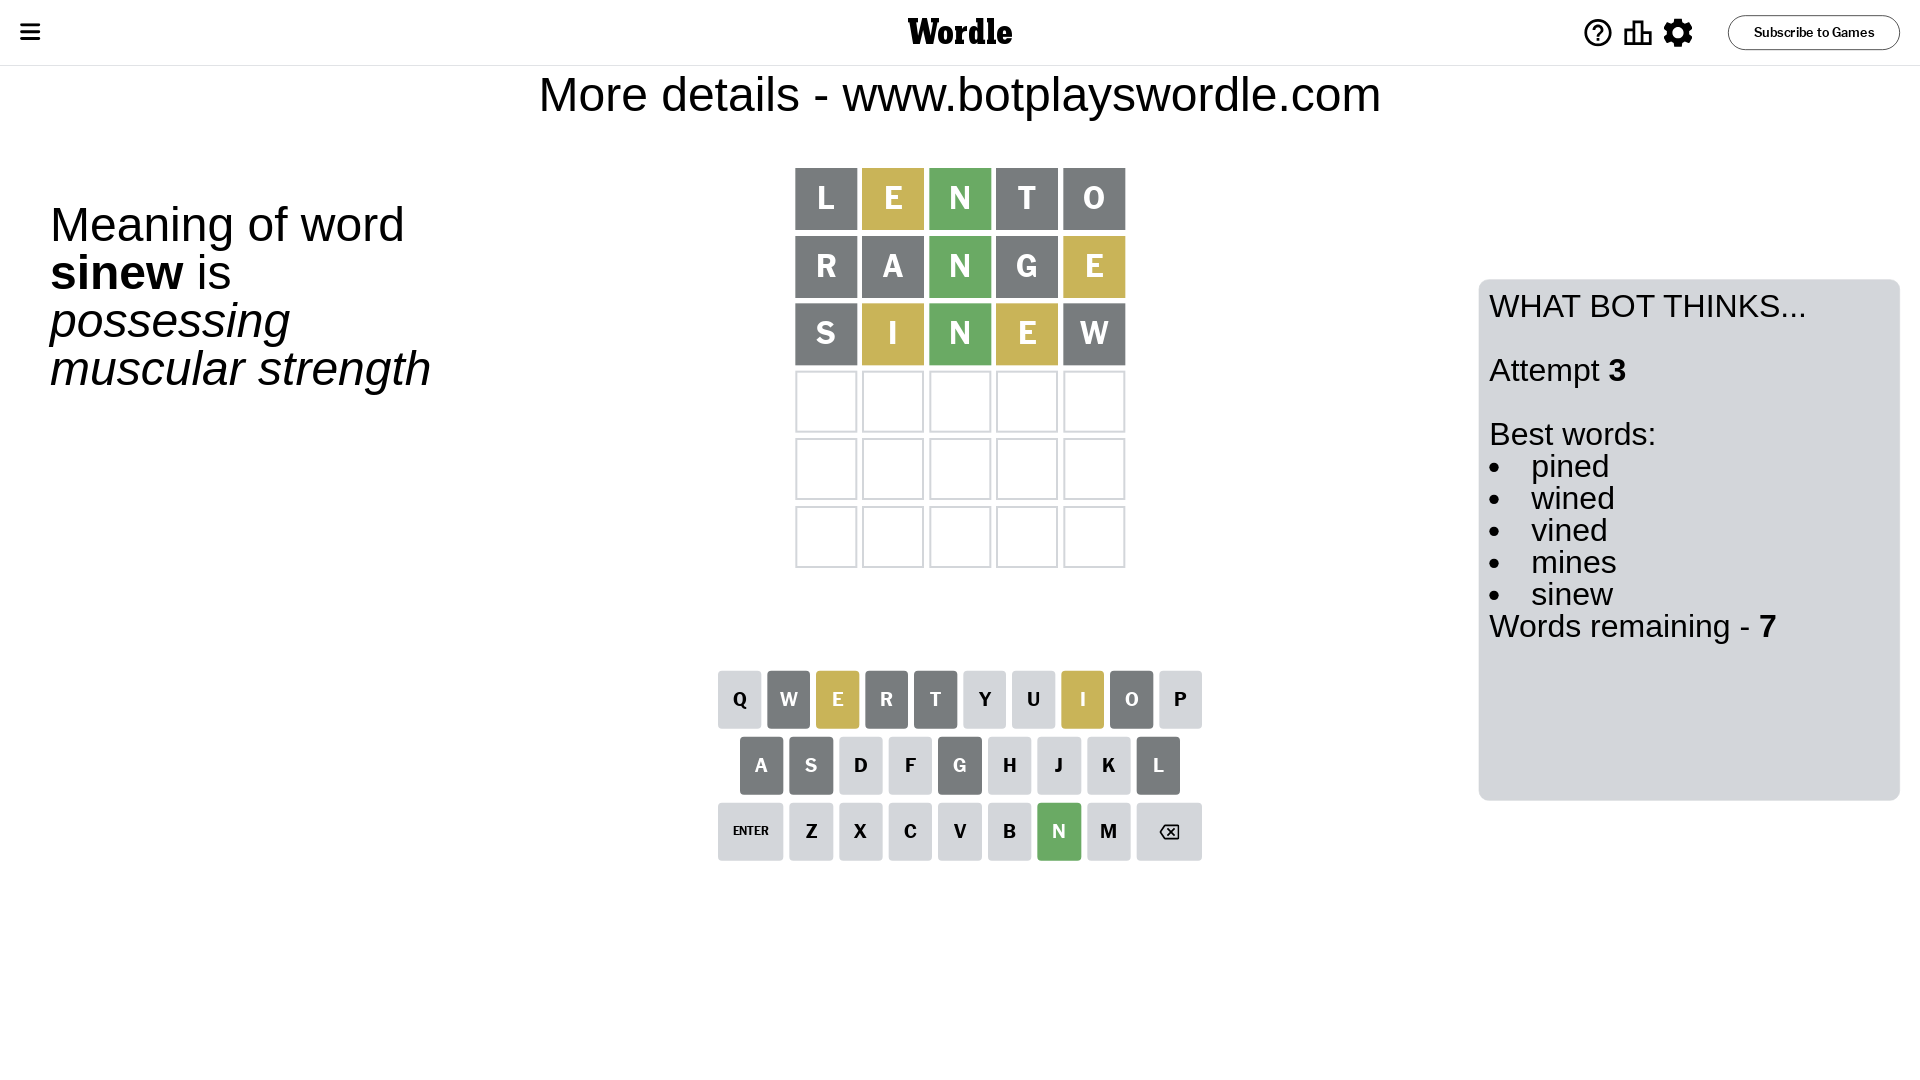 Wordle
Subscribe to Games
More details - www.botplayswordle.com
Meaning of word
sinew is
possessing
muscular strength
L E N T O
R A N G E
S I N E W
WHAT BOT THINKS...
Attempt 3
Best words:
• pined
• wined
• vined
• mines
• sinew
Words remaining - 7
Q W E R T Y U I O P
A S D F G H J K L
ENTER Z X C V B N M